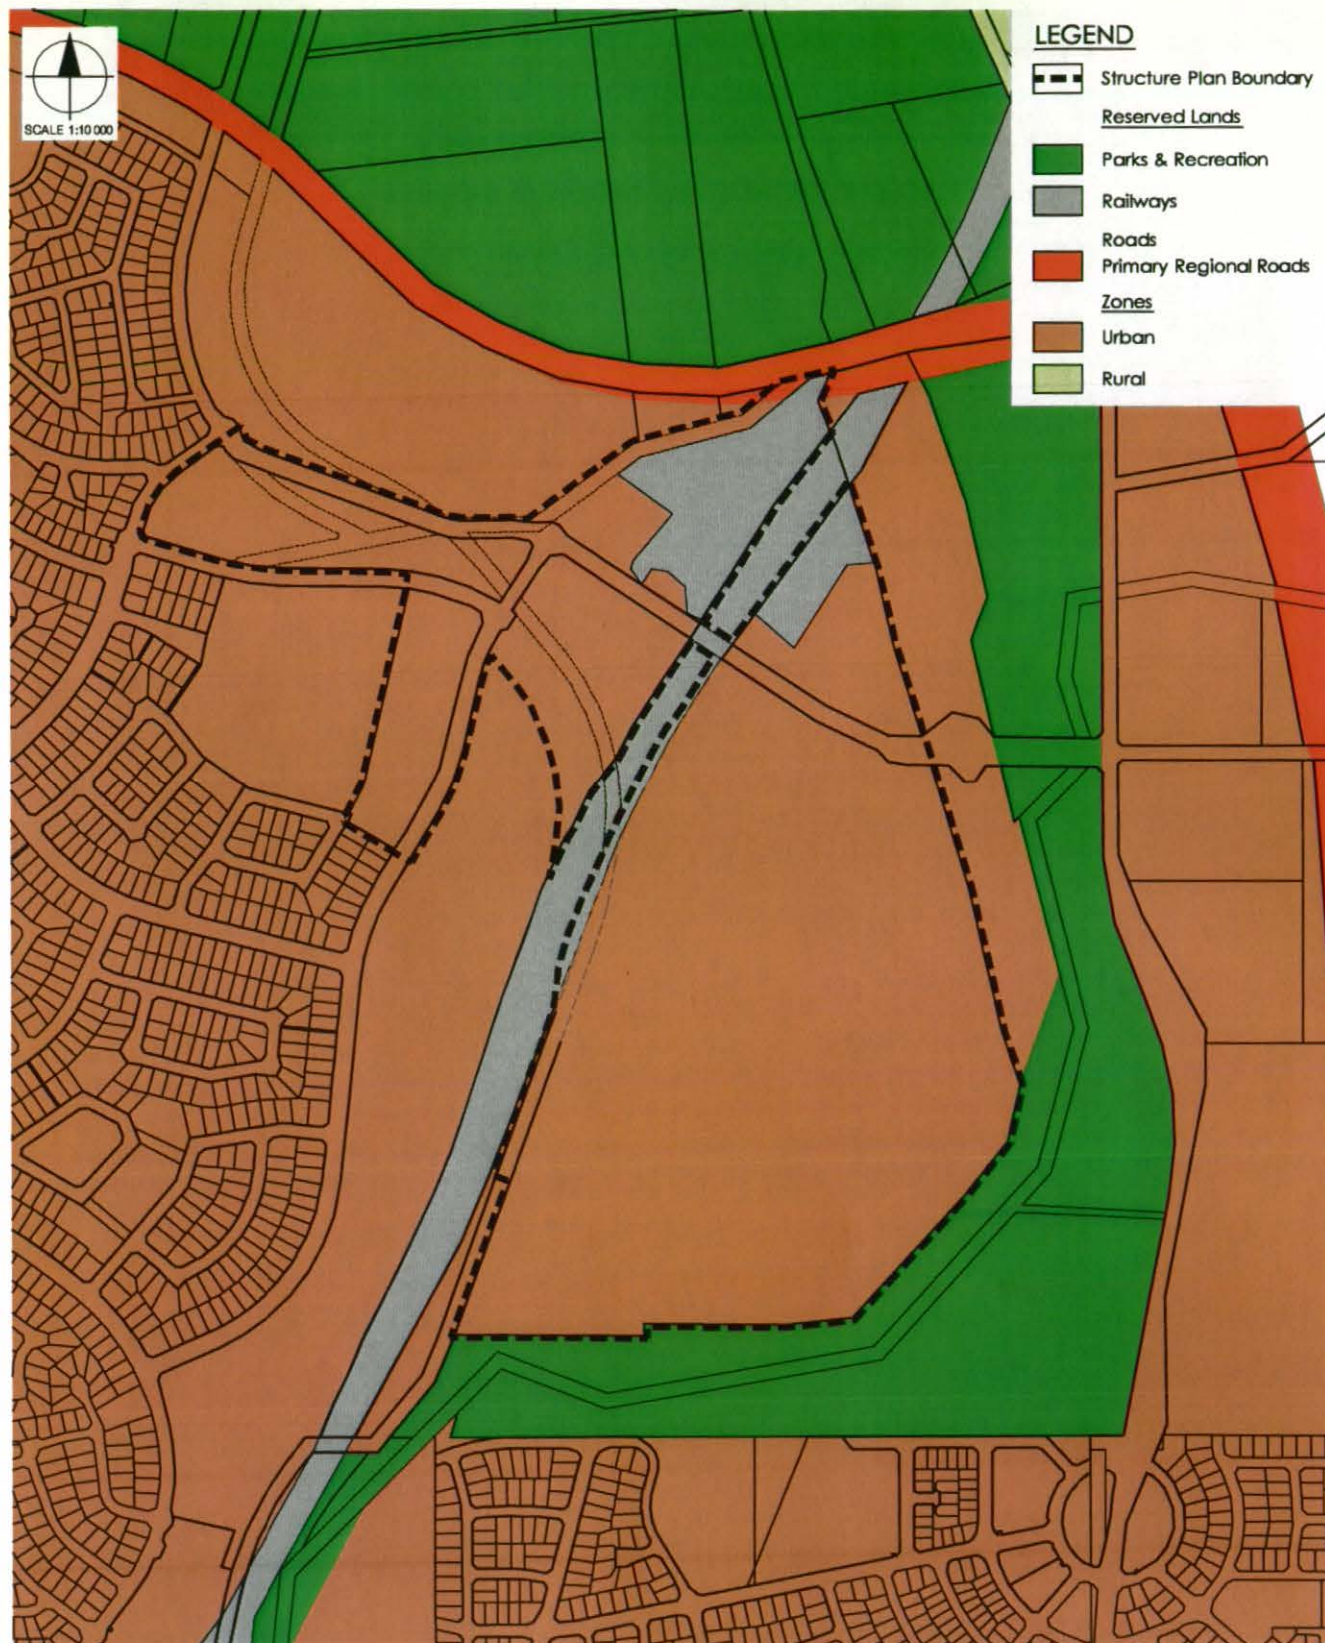 SCALE 1:10 000
LEGEND
Structure Plan Boundary
Reserved Lands
Parks & Recreation
Railways
Roads
Primary Regional Roads
Zones
Urban
Rural